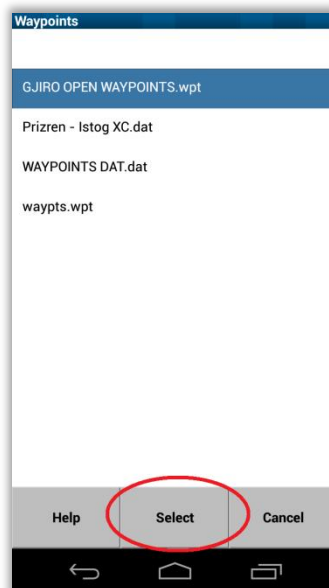 Waypoints
GJIRO OPEN WAYPOINTS.wpt
Prizren - Istog XC.dat
WAYPOINTS DAT.dat
waypts.wpt
Help Select Cancel